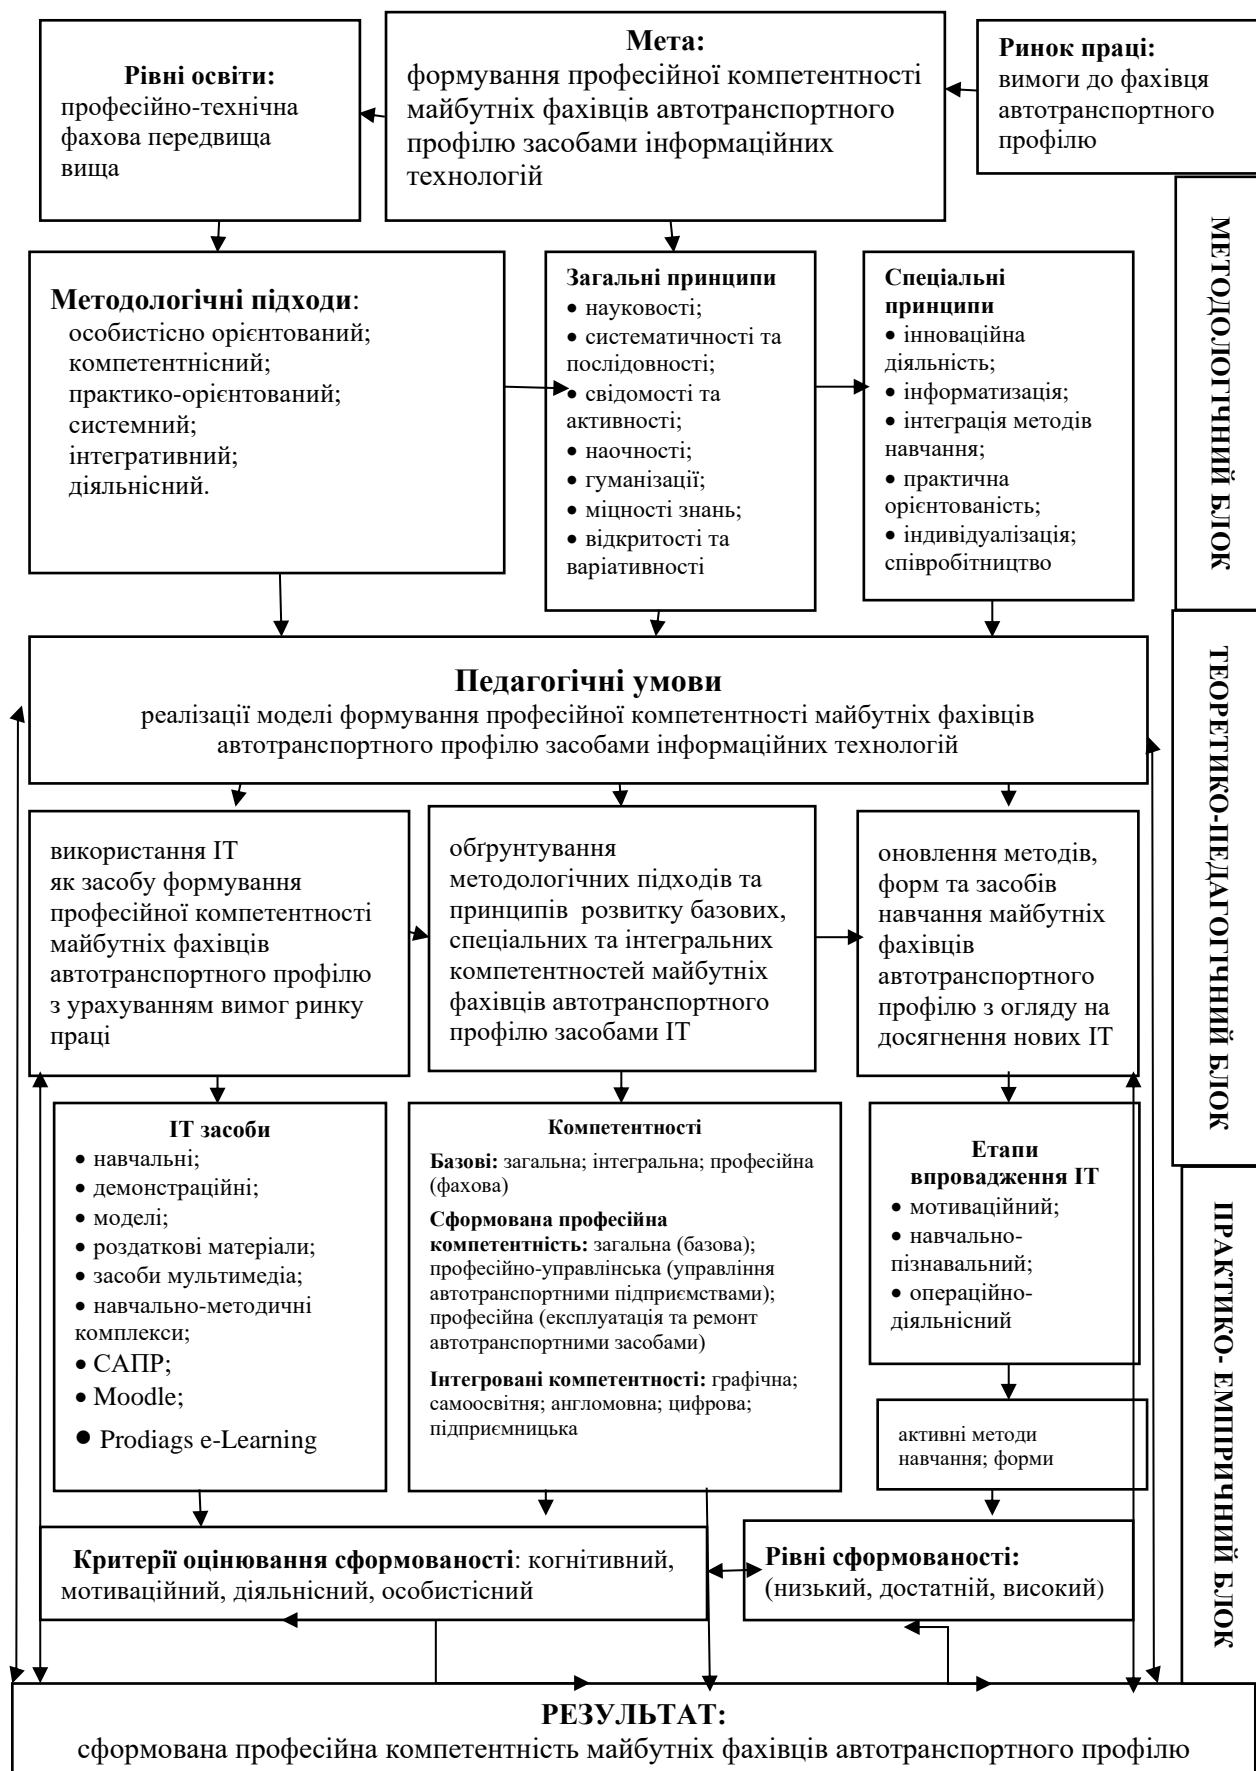 Рівні освіти:
професійно-технічна
фахова передвища
вища
Мета:
формування професійної компетентності
майбутніх фахівців автотранспортного
профілю засобами інформаційних
технологій
Ринок праці:
вимоги до фахівця
автотранспортного
профілю
МЕТОДОЛОГІЧНИЙ БЛОК
Методологічні підходи:
особистісно орієнтований;
компетентнісний;
практико-орієнтований;
системний;
інтегративний;
діяльнісний.
Загальні принципи
• науковості;
• систематичності та
послідовності;
• свідомості та
активності;
• наочності;
• гуманізації;
• міцності знань;
• відкритості та
варіативності
Спеціальні
принципи
• інноваційна
діяльність;
• інформатизація;
• інтеграція методів
навчання;
• практична
орієнтованість;
• індивідуалізація;
співробітництво
ТЕОРЕТИКО-ПЕДАГОГІЧНИЙ БЛОК
Педагогічні умови
реалізації моделі формування професійної компетентності майбутніх фахівців
автотранспортного профілю засобами інформаційних технологій
використання ІТ
як засобу формування
професійної компетентності
майбутніх фахівців
автотранспортного профілю
з урахуванням вимог ринку
праці
обґрунтування
методологічних підходів та
принципів розвитку базових,
спеціальних та інтегральних
компетентностей майбутніх
фахівців автотранспортного
профілю засобами ІТ
оновлення методів,
форм та засобів
навчання майбутніх
фахівців
автотранспортного
профілю з огляду на
досягнення нових ІТ
ПРАКТИКО- ЕМПІРИЧНИЙ БЛОК
ІТ засоби
• навчальні;
• демонстраційні;
• моделі;
• роздаткові матеріали;
• засоби мультимедіа;
• навчально-методичні
комплекси;
• САПР;
• Moodle;
• Prodiags e-Learning
Компетентності
Базові: загальна; інтегральна; професійна
(фахова)
Сформована професійна
компетентність: загальна (базова);
професійно-управлінська (управління
автотранспортними підприємствами);
професійна (експлуатація та ремонт
автотранспортними засобами)
Інтегровані компетентності: графічна;
самоосвітня; англомовна; цифрова;
підприємницька
Етапи
впровадження ІТ
• мотиваційний;
• навчально-
пізнавальний;
• операційно-
діяльнісний
активні методи
навчання; форми
Критерії оцінювання сформованості: когнітивний,
мотиваційний, діяльнісний, особистісний
Рівні сформованості:
(низький, достатній, високий)
РЕЗУЛЬТАТ:
сформована професійна компетентність майбутніх фахівців автотранспортного профілю